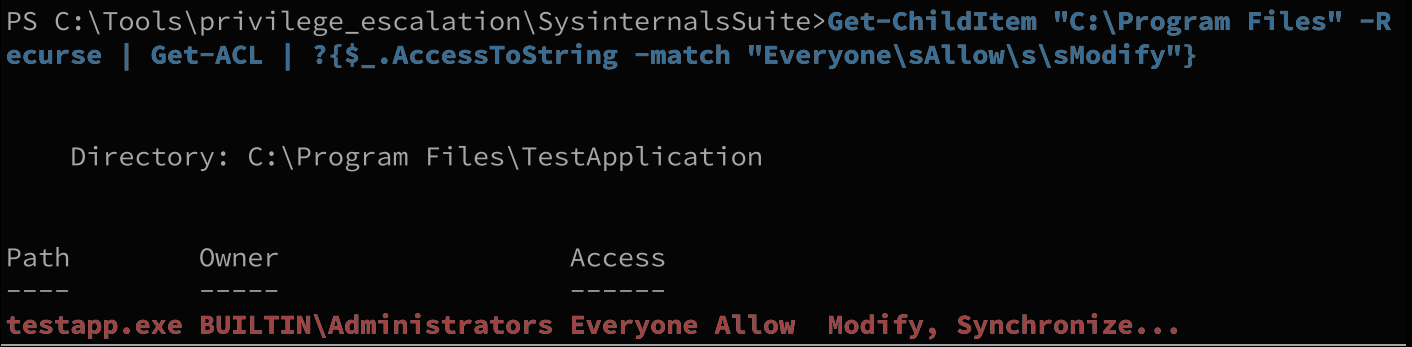 PS C:\Tools\privilege_escalation\SysinternalsSuite>Get-ChildItem "C:\Program Files" -R
ecurse | Get-ACL | ?{$_.AccessToString -match "Everyone\sAllow\s\sModify"}
Directory: C:\Program Files\TestApplication
Path Owner Access
---- ----- ------
testapp.exe BUILTIN\Administrators Everyone Allow  Modify, Synchronize...